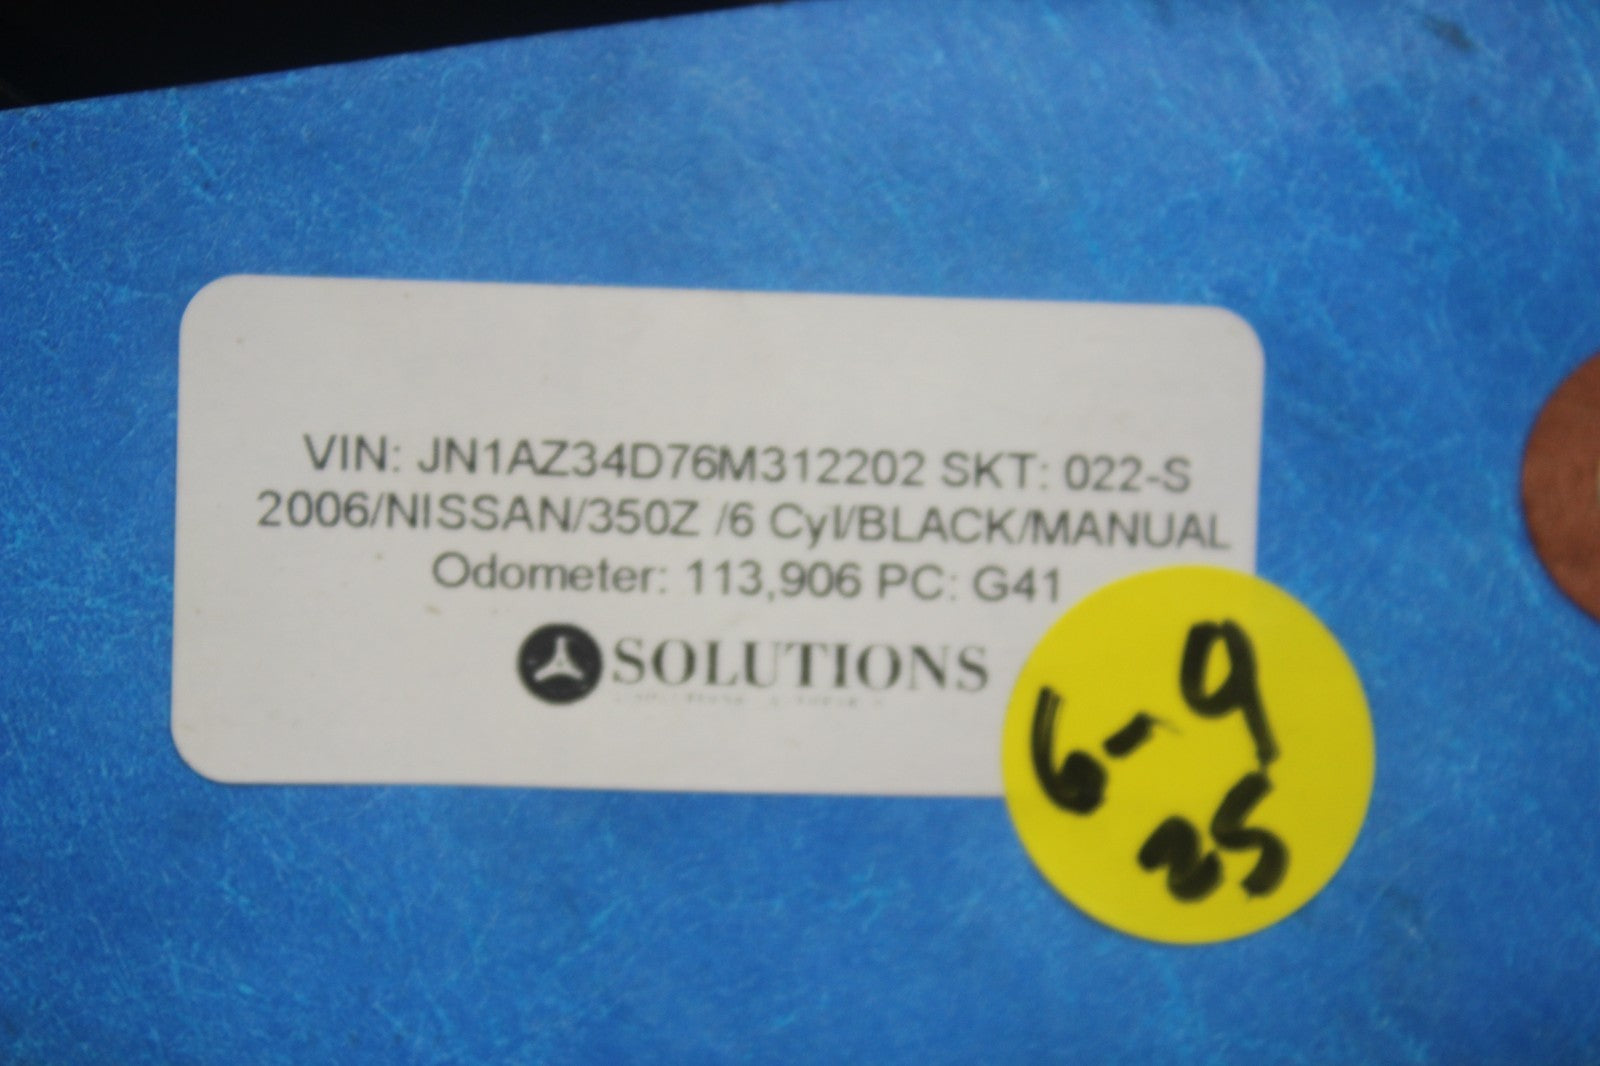 VIN: JN1AZ34D76M312202 SKT: 022-S
2006/NISSAN/350Z /6 Cyl/BLACK/MANUAL
Odometer: 113,906 PC: G41
SOLUTIONS
6-9
25